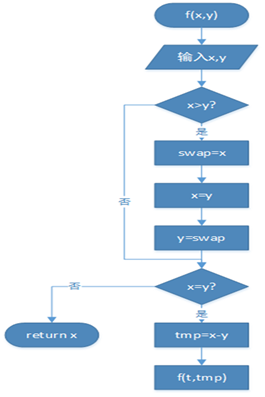 f(x,y)
输入x,y
x>y?
是
swap=x
x=y
否
y=swap
x=y?
否
是
return x
tmp=x-y
f(t,tmp)